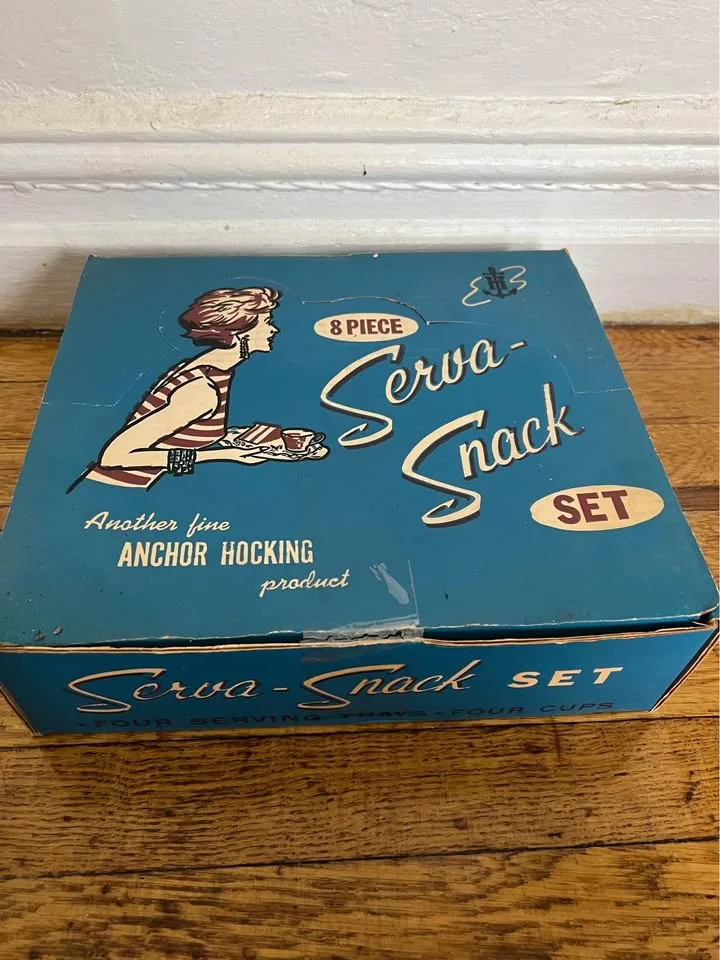 8 PIECE
Serva-
Snack
SET
Another fine
ANCHOR HOCKING
product
Serva-Snack SET
• FOUR SERVING TRAYS • FOUR CUPS